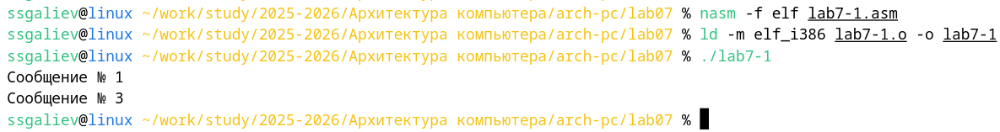 ssgaliev@linux ~/work/study/2025-2026/Архитектура компьютера/arch-pc/lab07 % nasm -f elf lab7-1.asm
ssgaliev@linux ~/work/study/2025-2026/Архитектура компьютера/arch-pc/lab07 % ld -m elf_i386 lab7-1.o -o lab7-1
ssgaliev@linux ~/work/study/2025-2026/Архитектура компьютера/arch-pc/lab07 % ./lab7-1
Сообщение № 1
Сообщение № 3
ssgaliev@linux ~/work/study/2025-2026/Архитектура компьютера/arch-pc/lab07 %